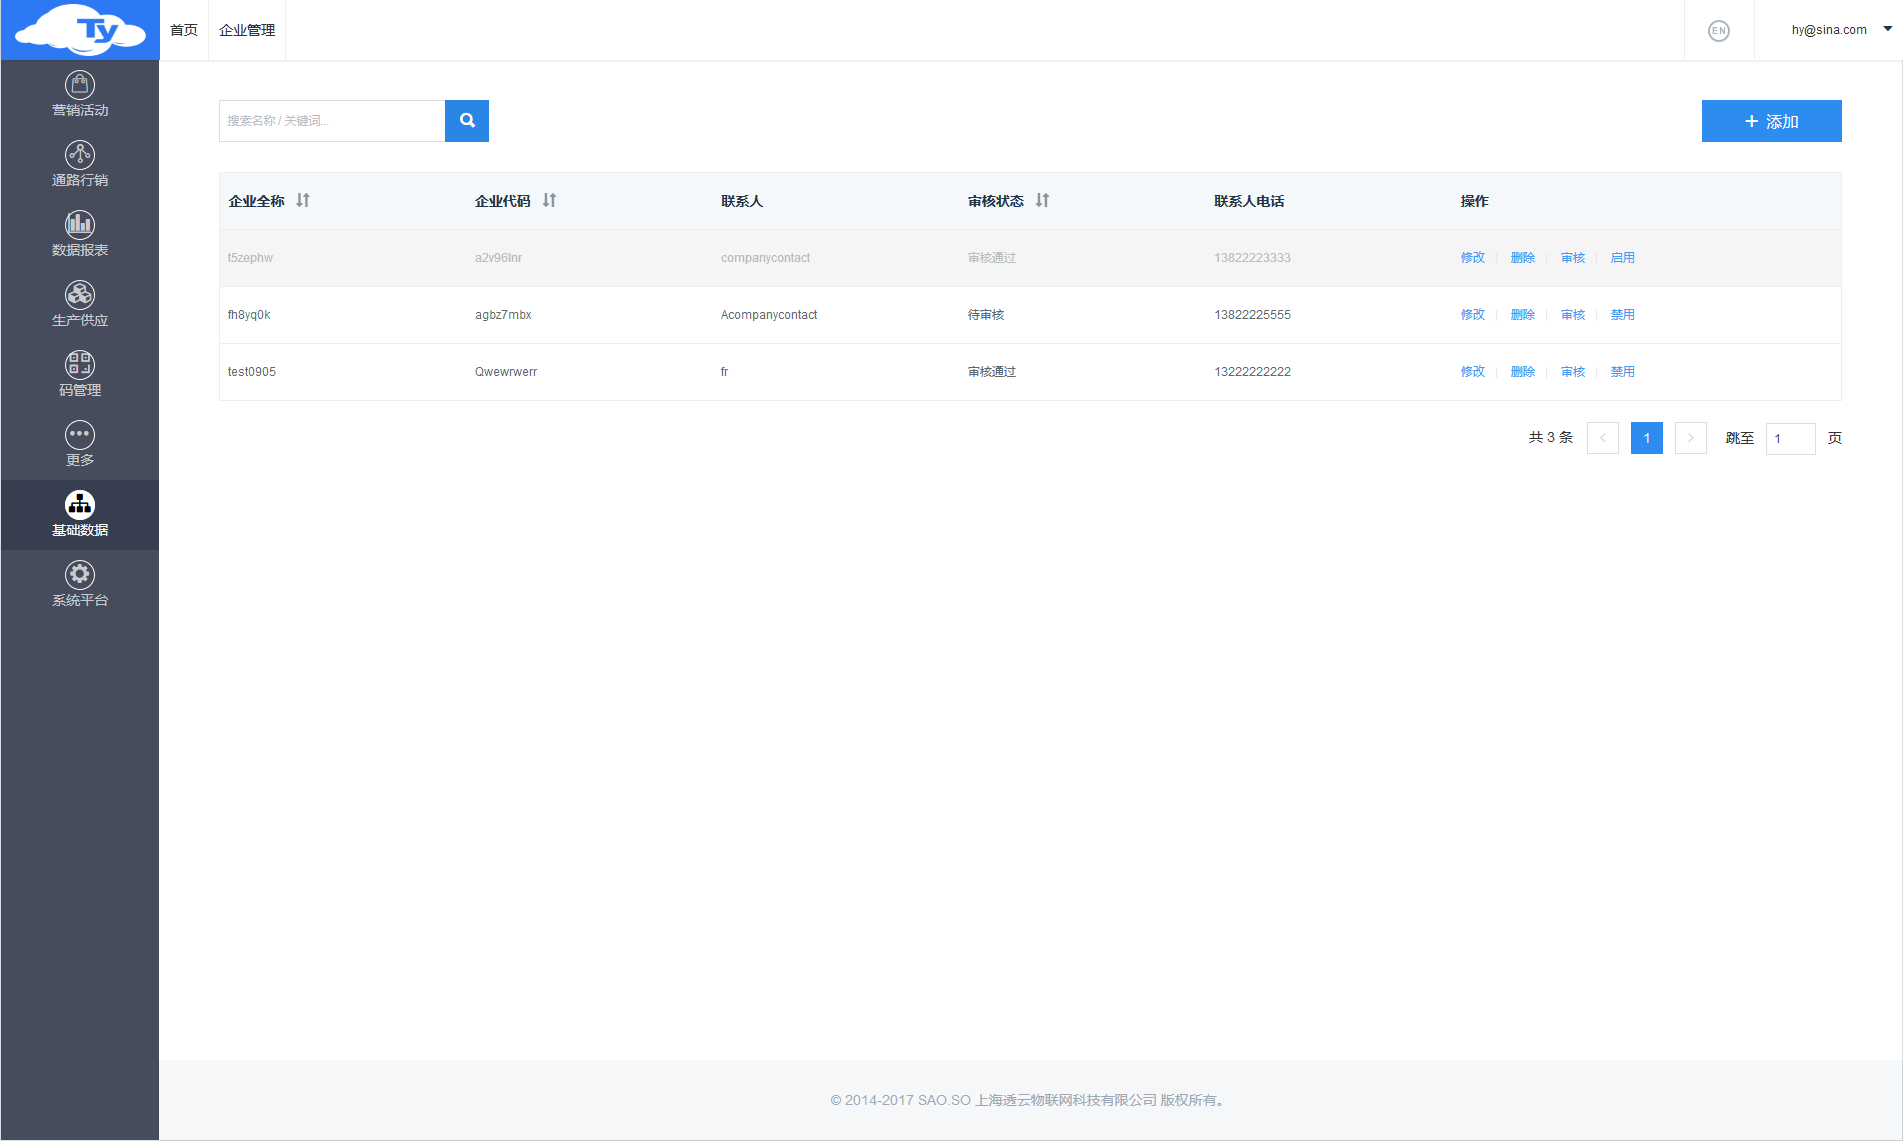 Ty
首页 企业管理 EN hy@sina.com
营销活动
通路行销
数据报表
生产供应
码管理
更多
基础数据
系统平台
搜索名称 / 关键词...
添加
企业全称 企业代码 联系人 审核状态 联系人电话 操作
t5zephw a2v96lnr companycontact 审核通过 13822223333 修改 删除 审核 启用
fh8yq0k agbz7mbx Acompanycontact 待审核 13822225555 修改 删除 审核 禁用
test0905 Qwewrwerr fr 审核通过 13222222222 修改 删除 审核 禁用
共 3 条 1 跳至 1 页
© 2014-2017 SAO.SO 上海透云物联网科技有限公司 版权所有。